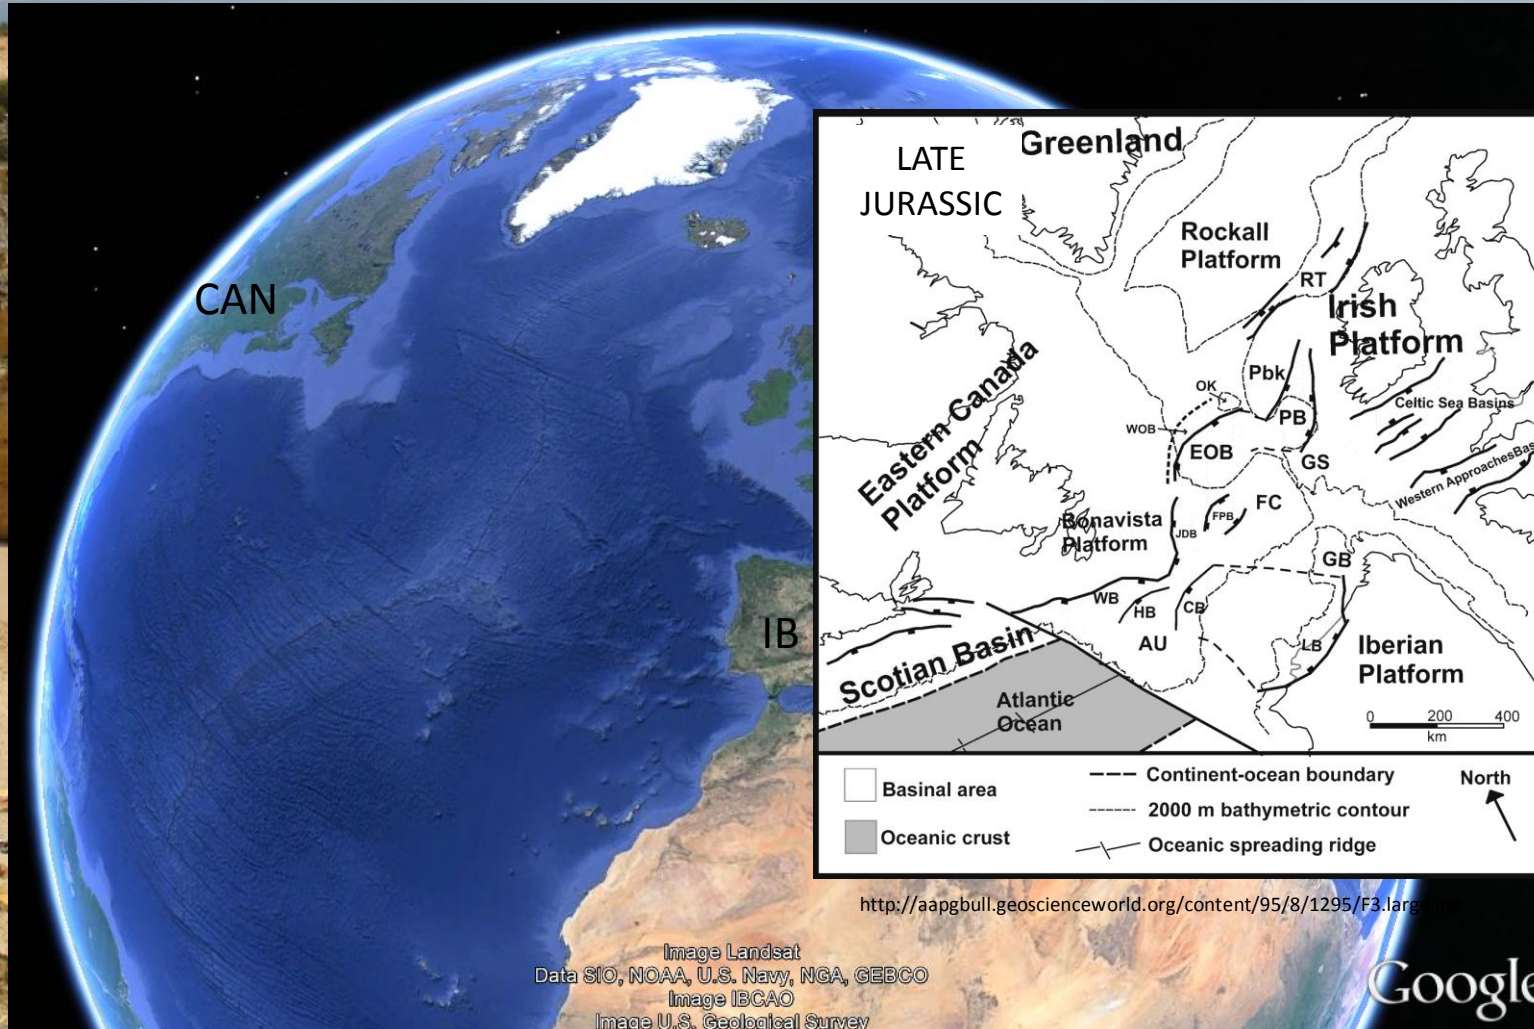 CAN
IB
LATE
JURASSIC
Greenland
Rockall
Platform
RT
Irish
Platform
Pbk
OK
PB
Celtic Sea Basins
WOB
EOB
GS
Western Approaches Bas
Eastern Canada
Platform
FC
FPB
JDB
Bonavista
Platform
GB
WB
HB
CB
AU
LB
Iberian
Platform
Scotian Basin
Atlantic
Ocean
0 200 400
km
Basinal area
Oceanic crust
Continent-ocean boundary
2000 m bathymetric contour
Oceanic spreading ridge
North
http://aapgbull.geoscienceworld.org/content/95/8/1295/F3.large.jpg
Image Landsat
Data SIO, NOAA, U.S. Navy, NGA, GEBCO
Image IBCAO
Image U.S. Geological Survey
Google